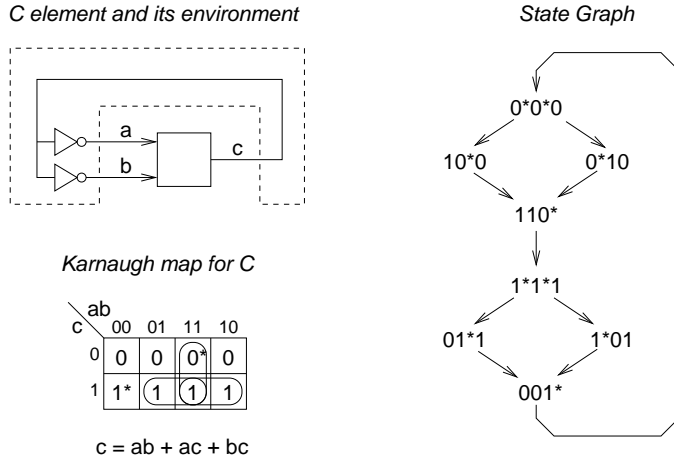 C element and its environment
a
b
c
Karnaugh map for C
ab
c
00 01 11 10
0 0 0 0* 0
1 1* 1 1 1
c = ab + ac + bc
State Graph
0*0*0
10*0 0*10
110*
1*1*1
01*1 1*01
001*